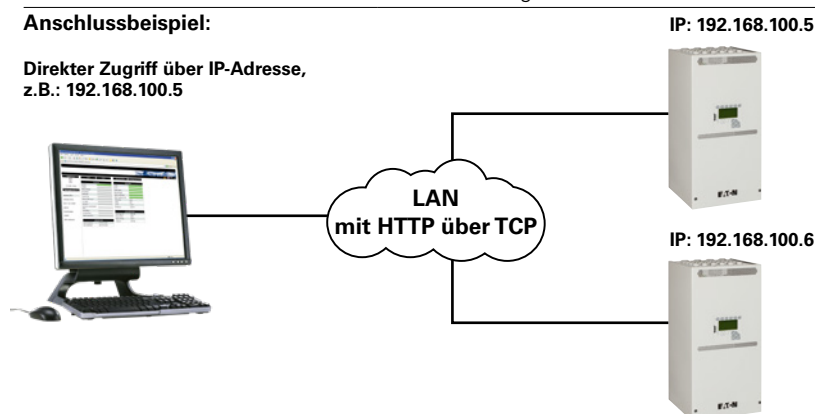 Anschlussbeispiel:
IP: 192.168.100.5
Direkter Zugriff über IP-Adresse,
z.B.: 192.168.100.5
LAN
mit HTTP über TCP
IP: 192.168.100.6